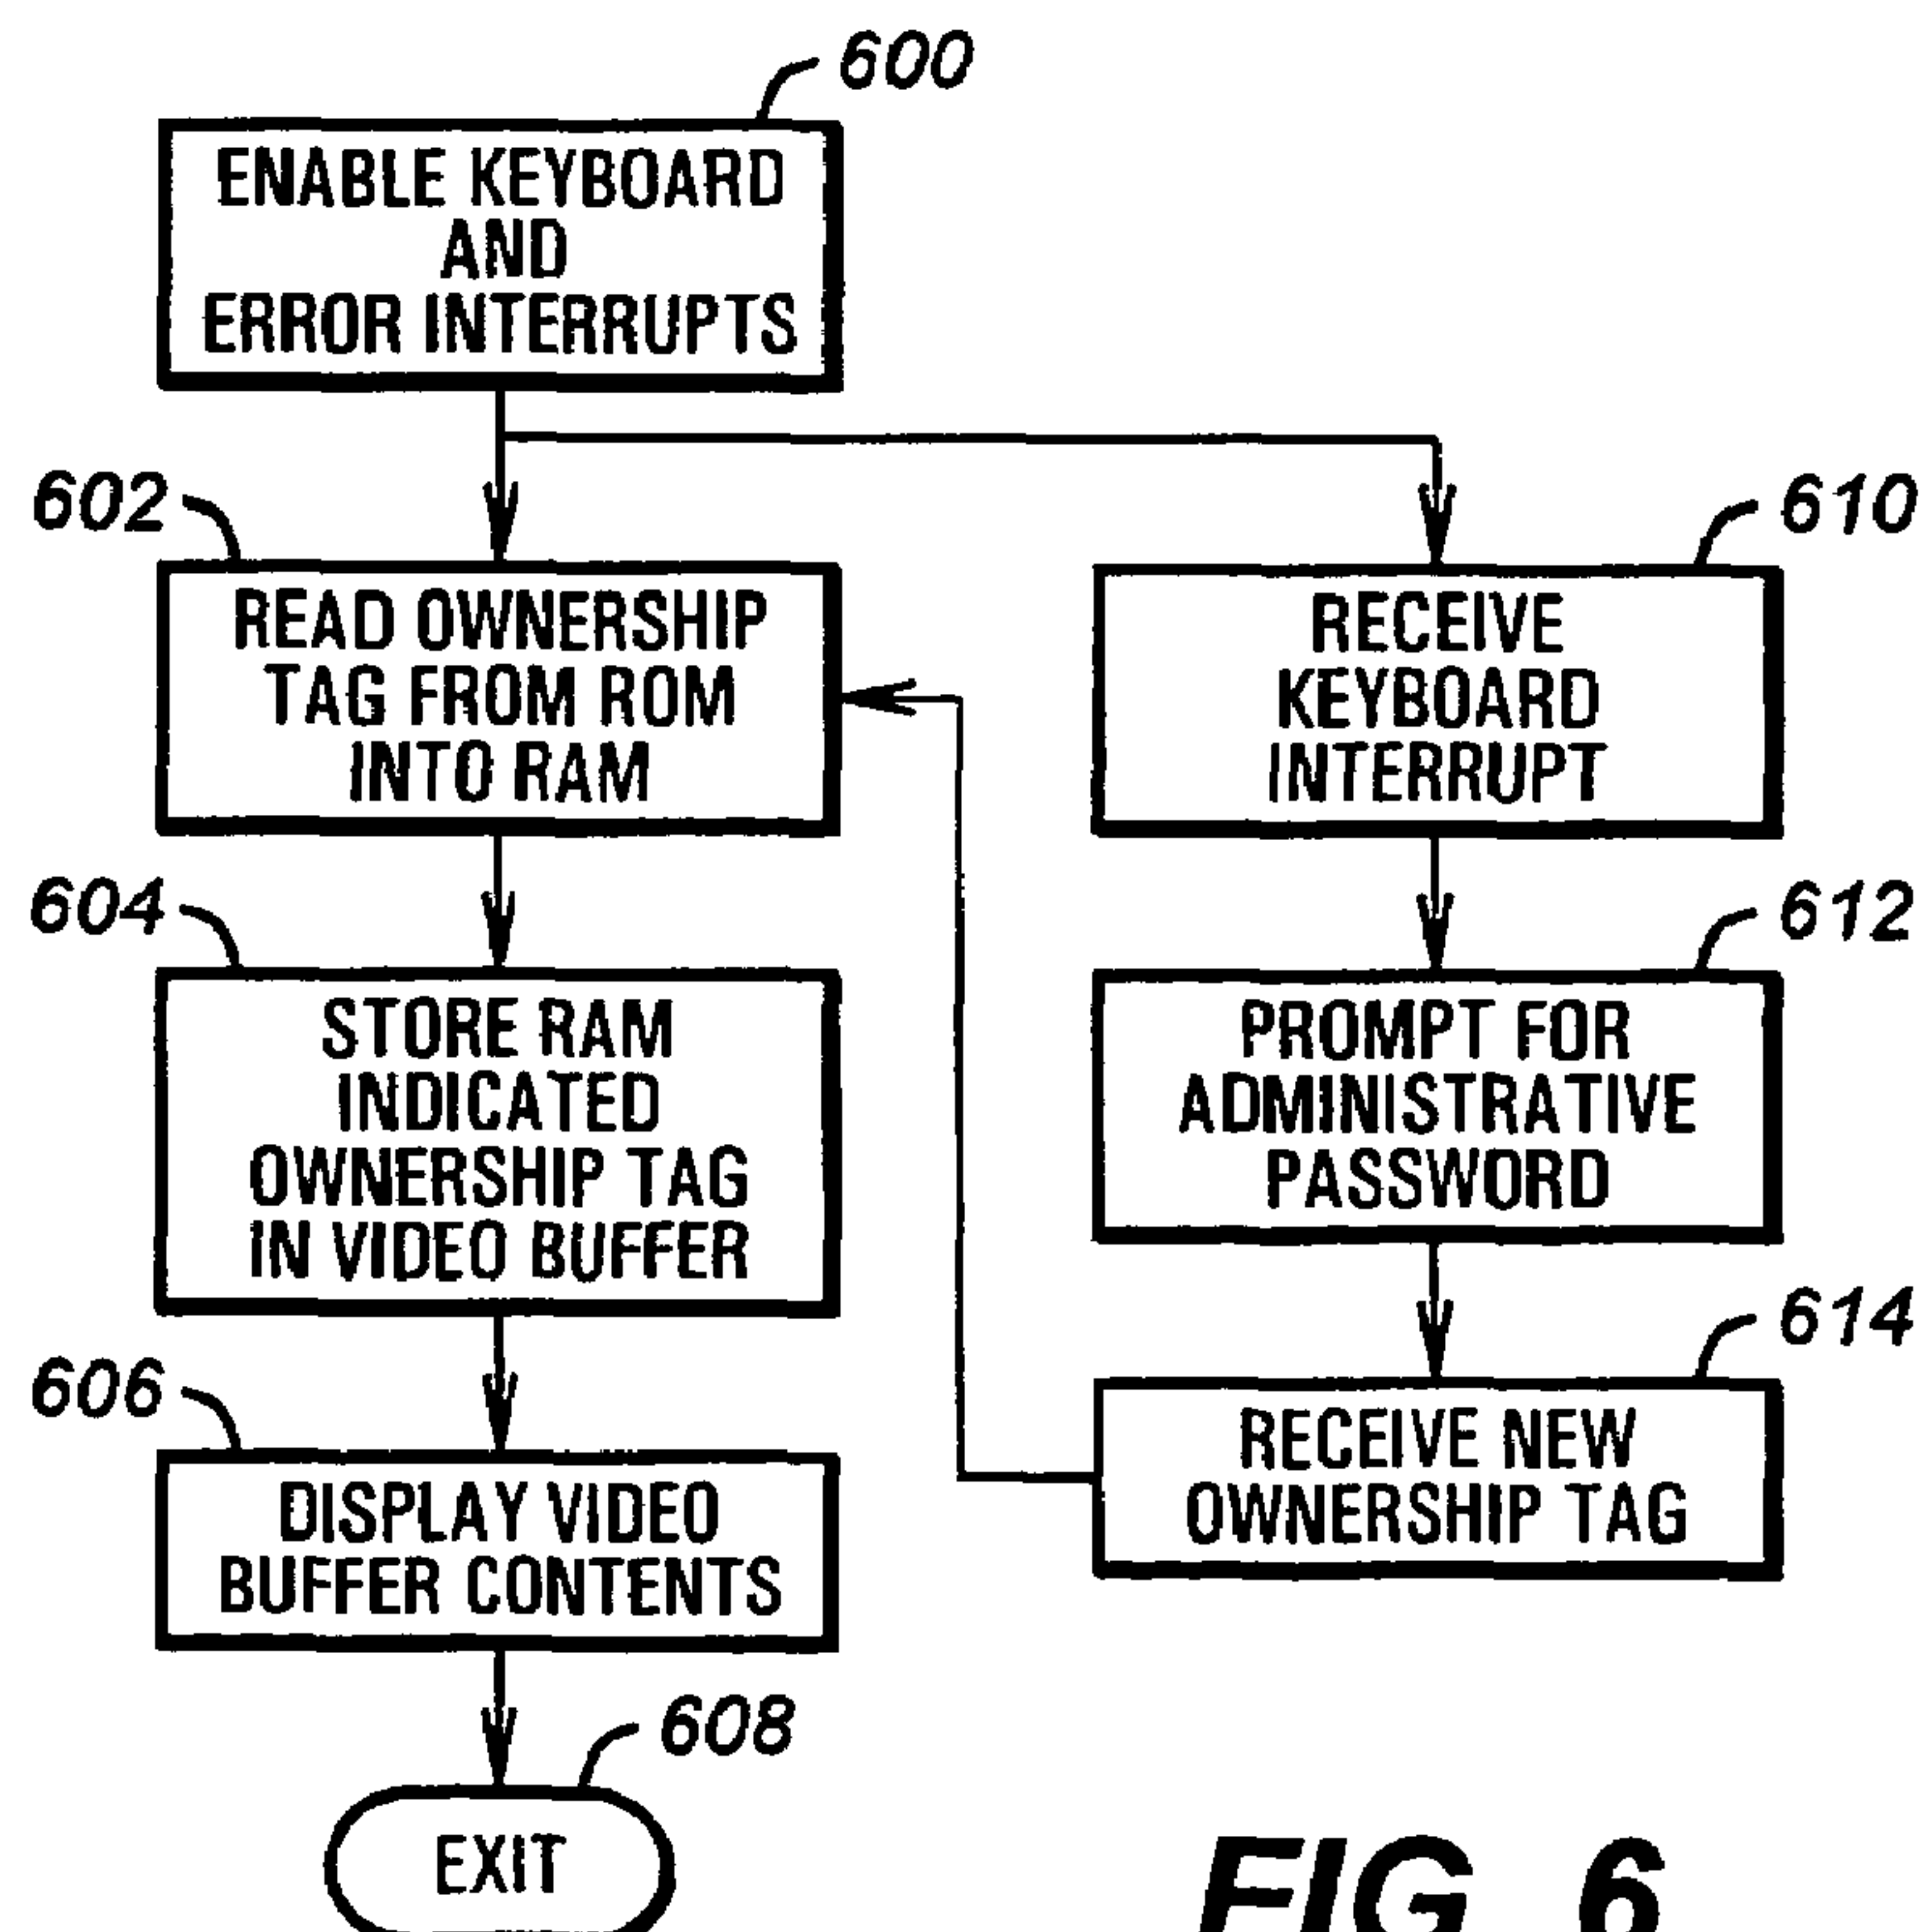 600
ENABLE KEYBOARD
AND
ERROR INTERRUPTS
602
READ OWNERSHIP
TAG FROM ROM
INTO RAM
604
STORE RAM
INDICATED
OWNERSHIP TAG
IN VIDEO BUFFER
606
DISPLAY VIDEO
BUFFER CONTENTS
608
EXIT
610
RECEIVE
KEYBOARD
INTERRUPT
612
PROMPT FOR
ADMINISTRATIVE
PASSWORD
614
RECEIVE NEW
OWNERSHIP TAG
FIG 6